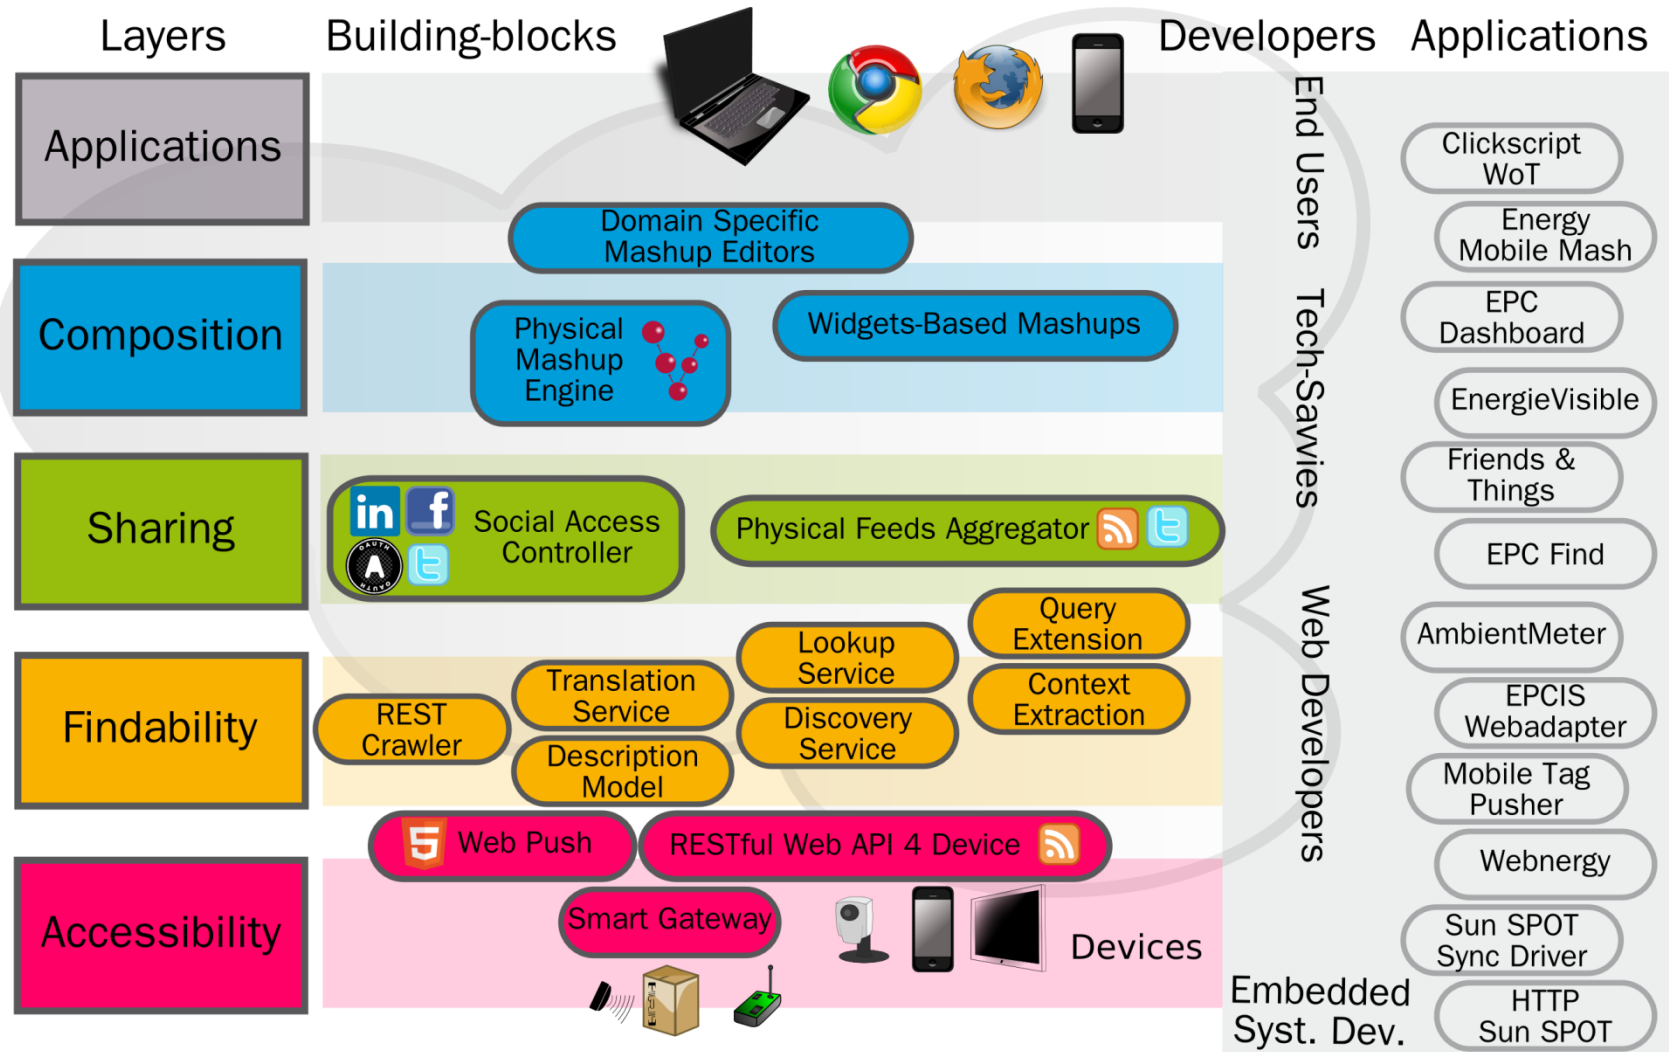 Layers
Building-blocks
Developers
Applications
Applications
Domain Specific
Mashup Editors
Composition
Physical
Mashup
Engine
Widgets-Based Mashups
Sharing
in
f
OAUTH
A
OAUTH
t
Social Access
Controller
Physical Feeds Aggregator
t
Findability
REST
Crawler
Translation
Service
Description
Model
Lookup
Service
Discovery
Service
Query
Extension
Context
Extraction
Accessibility
5
Web Push
RESTful Web API 4 Device
Smart Gateway
Devices
End Users
Tech-Savvies
Web Developers
Embedded
Syst. Dev.
Clickscript
WoT
Energy
Mobile Mash
EPC
Dashboard
EnergieVisible
Friends &
Things
EPC Find
AmbientMeter
EPCIS
Webadapter
Mobile Tag
Pusher
Webnergy
Sun SPOT
Sync Driver
HTTP
Sun SPOT